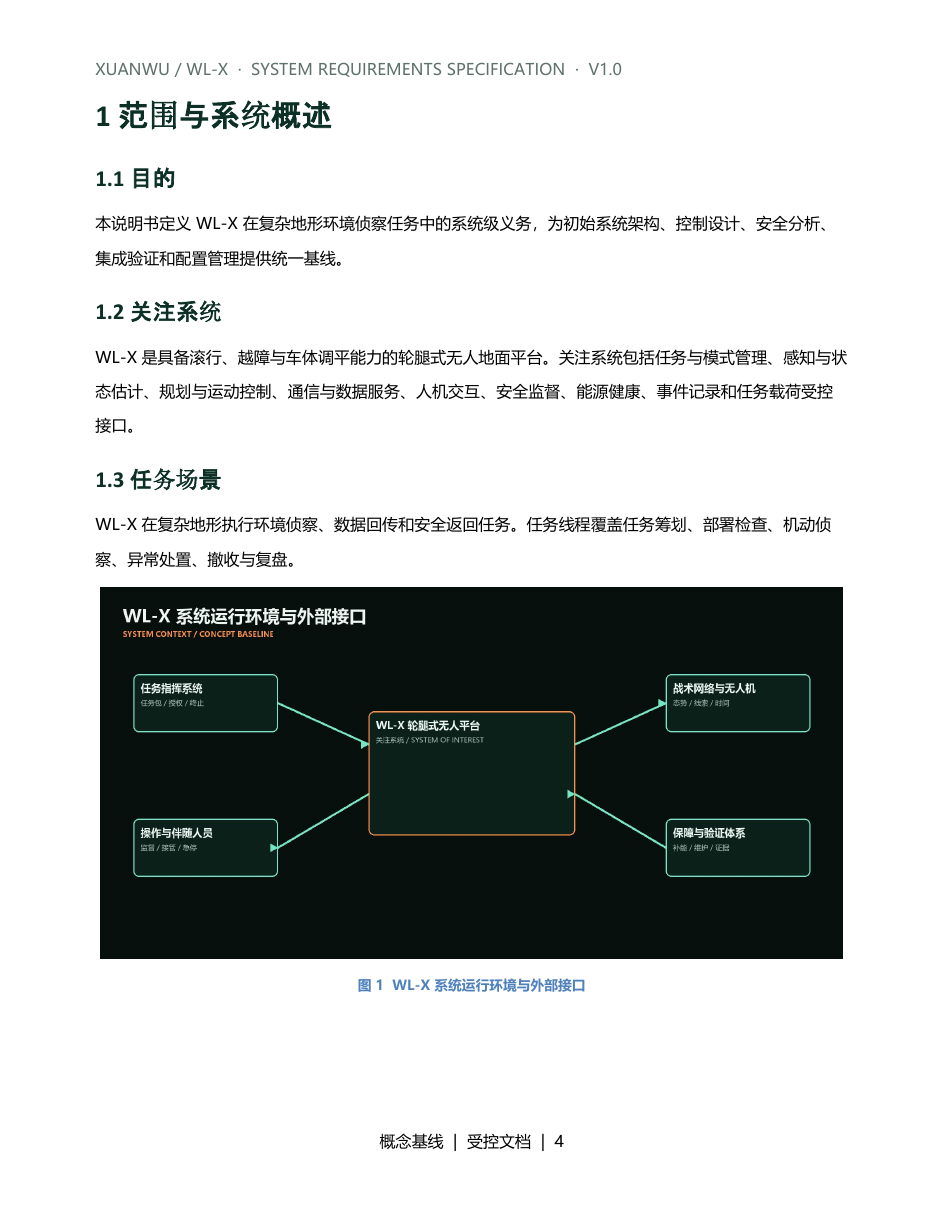 XUANWU / WL-X · SYSTEM REQUIREMENTS SPECIFICATION · V1.0
1 范围与系统概述
1.1 目的
本说明书定义 WL-X 在复杂地形环境侦察任务中的系统级义务，为初始系统架构、控制设计、安全分析、
集成验证和配置管理提供统一基线。
1.2 关注系统
WL-X 是具备滚行、越障与车体调平能力的轮腿式无人地面平台。关注系统包括任务与模式管理、感知与状
态估计、规划与运动控制、通信与数据服务、人机交互、安全监督、能源健康、事件记录和任务载荷受控
接口。
1.3 任务场景
WL-X 在复杂地形执行环境侦察、数据回传和安全返回任务。任务线程覆盖任务筹划、部署检查、机动侦
察、异常处置、撤收与复盘。
WL-X 系统运行环境与外部接口
SYSTEM CONTEXT / CONCEPT BASELINE
任务指挥系统
任务包 / 授权 / 终止
战术网络与无人机
态势 / 线索 / 时间
WL-X 轮腿式无人平台
关注系统 / SYSTEM OF INTEREST
操作与伴随人员
监督 / 接管 / 急停
保障与验证体系
补能 / 维护 / 证据
图 1 WL-X 系统运行环境与外部接口
概念基线 | 受控文档 | 4